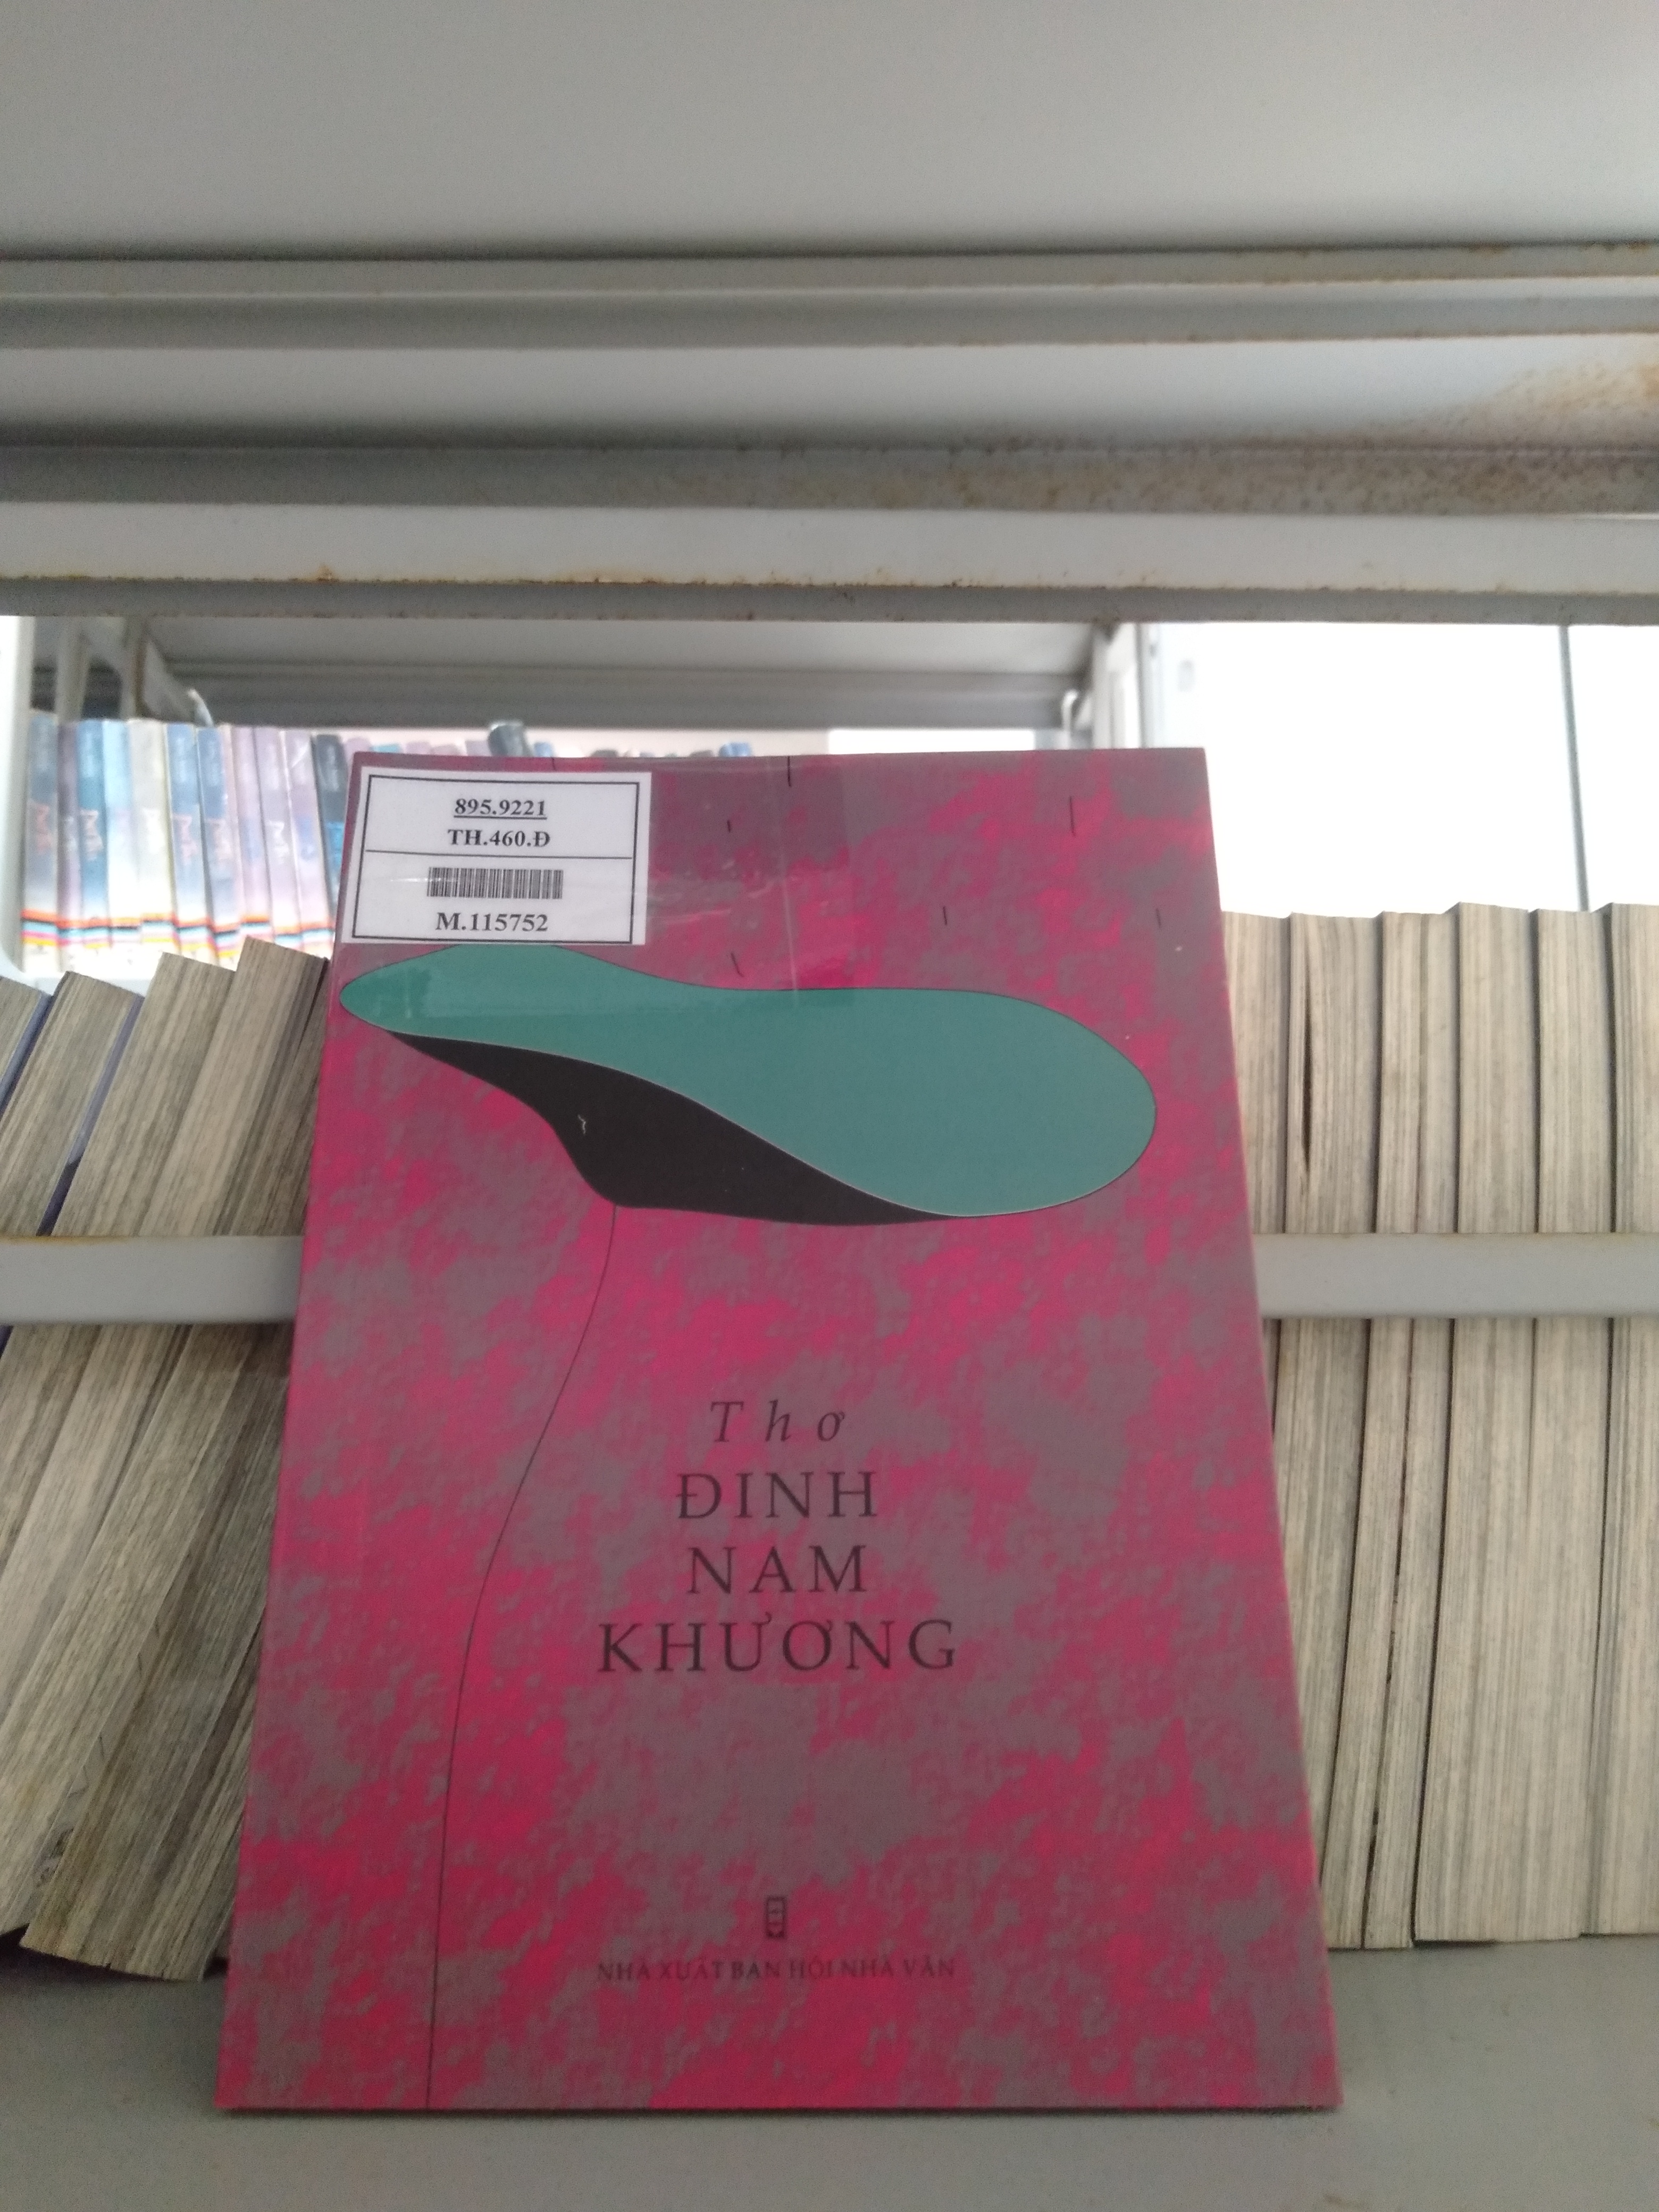 895.9221
TH.460.Đ
M.115752
Thơ
ĐINH
NAM
KHƯƠNG
NHÀ XUẤT BẢN HỘI NHÀ VĂN